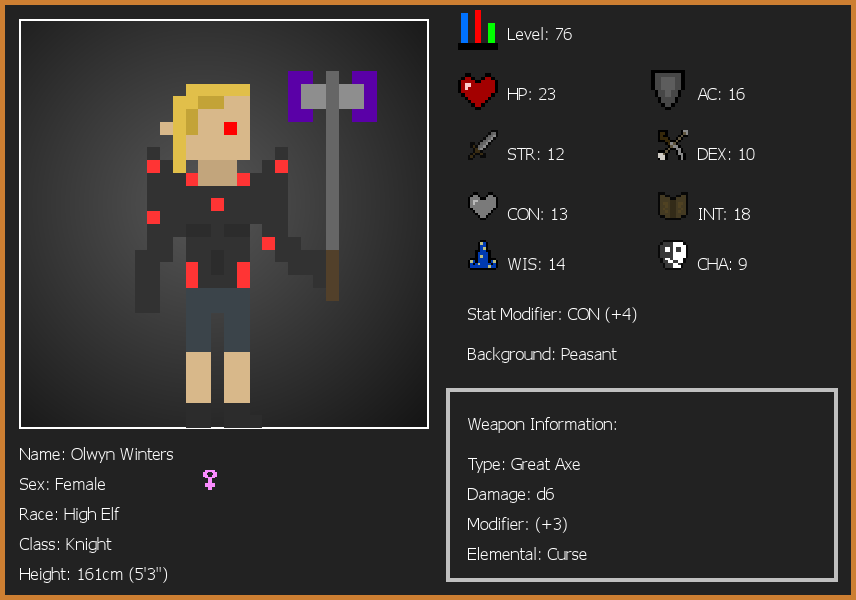 Level: 76
HP: 23
AC: 16
STR: 12
DEX: 10
CON: 13
INT: 18
WIS: 14
CHA: 9
Stat Modifier: CON (+4)
Background: Peasant
Weapon Information:
Type: Great Axe
Damage: d6
Modifier: (+3)
Elemental: Curse
Name: Olwyn Winters
Sex: Female
Race: High Elf
Class: Knight
Height: 161cm (5'3")